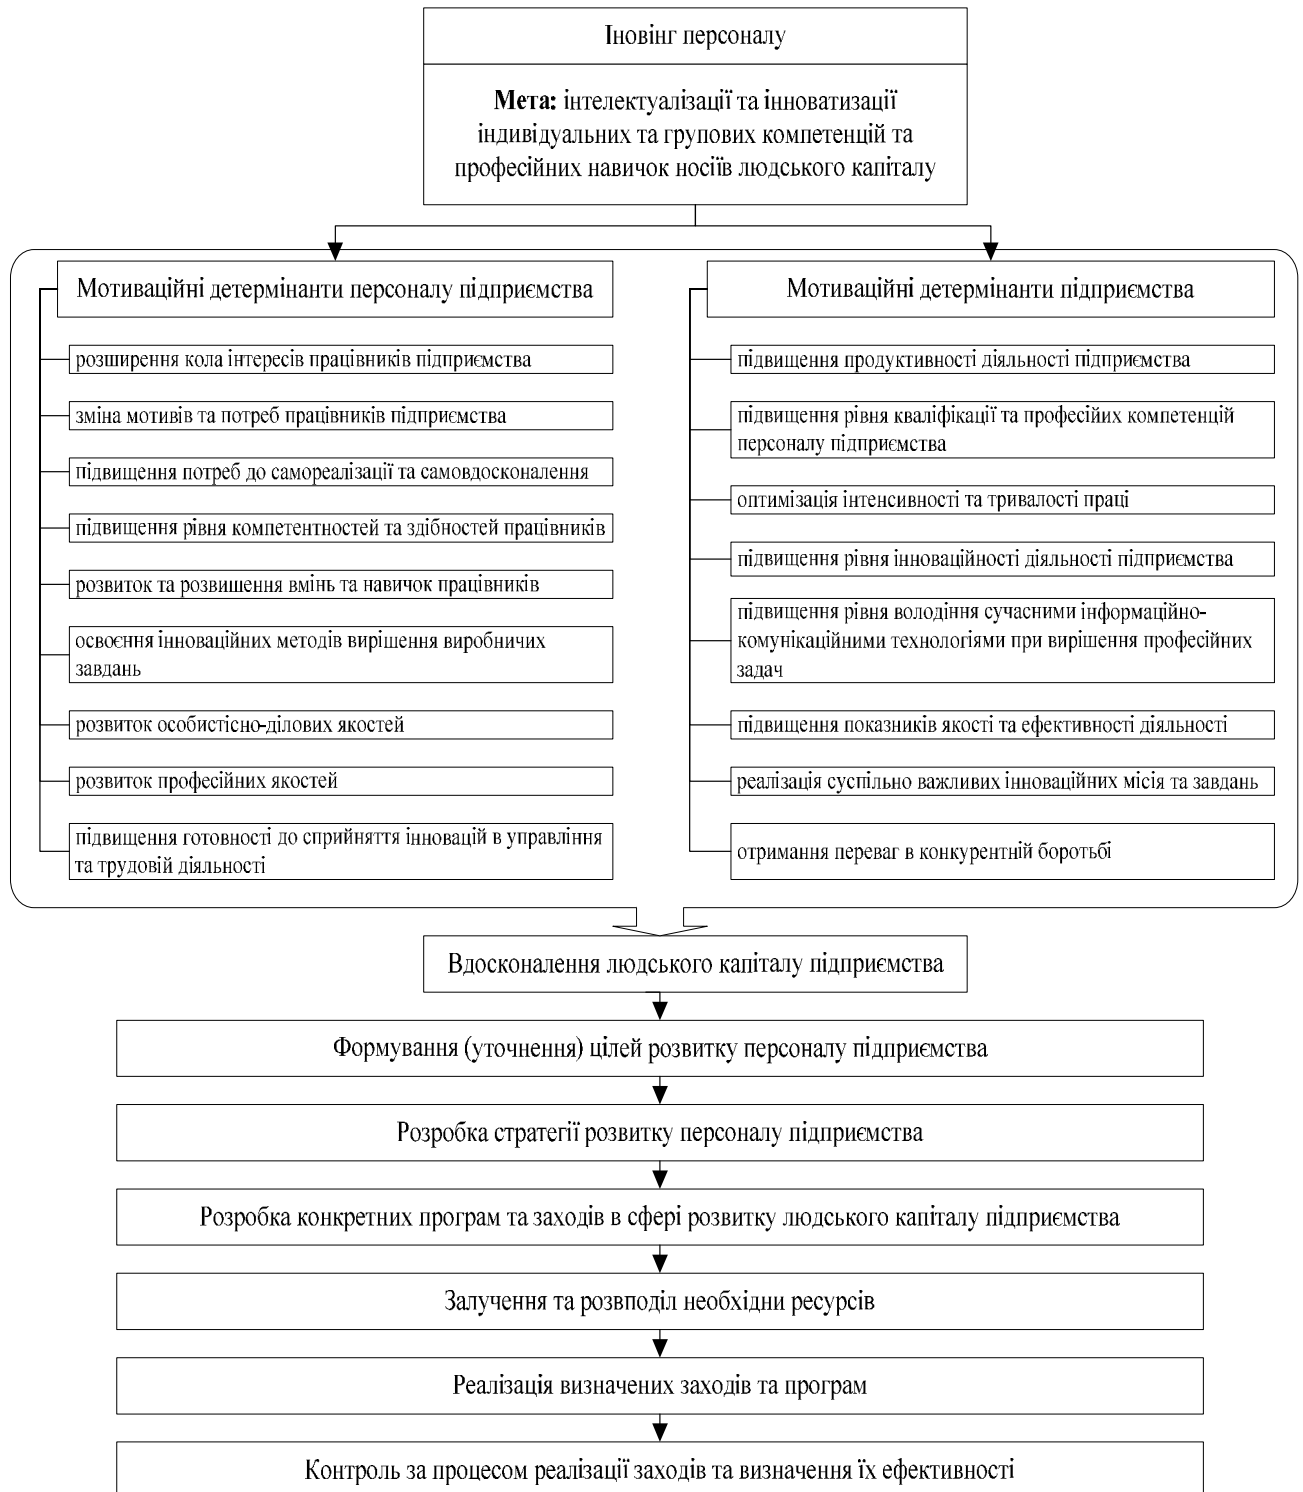 Іновінг персоналу
Мета: інтелектуалізації та інноватизації
індивідуальних та групових компетенцій та
професійних навичок носіїв людського капіталу
Мотиваційні детермінанти персоналу підприємства
розширення кола інтересів працівників підприємства
зміна мотивів та потреб працівників підприємства
підвищення потреб до самореалізації та самовдосконалення
підвищення рівня компетентностей та здібностей працівників
розвиток та розвишення вмінь та навичок працівників
освоєння інноваційних методів вирішення виробничих
завдань
розвиток особистісно-ділових якостей
розвиток професійних якостей
підвищення готовності до сприйняття інновацій в управління
та трудовій діяльності
Мотиваційні детермінанти підприємства
підвищення продуктивності діяльності підприємства
підвищення рівня кваліфікації та професійих компетенцій
персоналу підприємства
оптимізація інтенсивності та тривалості праці
підвищення рівня інноваційності діяльності підприємства
підвищення рівня володіння сучасними інформаційно-
комунікаційними технологіями при вирішення професійних
задач
підвищення показників якості та ефективності діяльності
реалізація суспільно важливих інноваційних місія та завдань
отримання переваг в конкурентній боротьбі
Вдосконалення людського капіталу підприємства
Формування (уточнення) цілей розвитку персоналу підприємства
Розробка стратегії розвитку персоналу підприємства
Розробка конкретних програм та заходів в сфері розвитку людського капіталу підприємства
Залучення та розвподіл необхідни ресурсів
Реалізація визначених заходів та програм
Контроль за процесом реалізації заходів та визначення їх ефективності